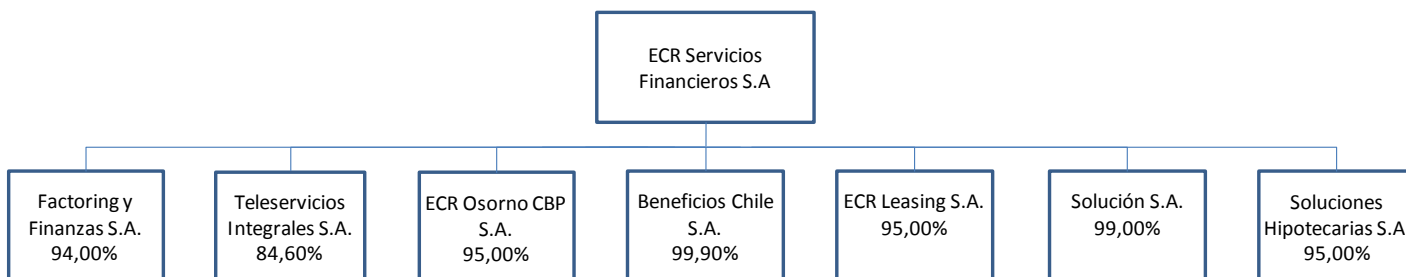 ECR Servicios
Financieros S.A
Factoring y
Finanzas S.A.
94,00%
Teleservicios
Integrales S.A.
84,60%
ECR Osorno CBP
S.A.
95,00%
Beneficios Chile
S.A.
99,90%
ECR Leasing S.A.
95,00%
Solución S.A.
99,00%
Soluciones
Hipotecarias S.A
95,00%